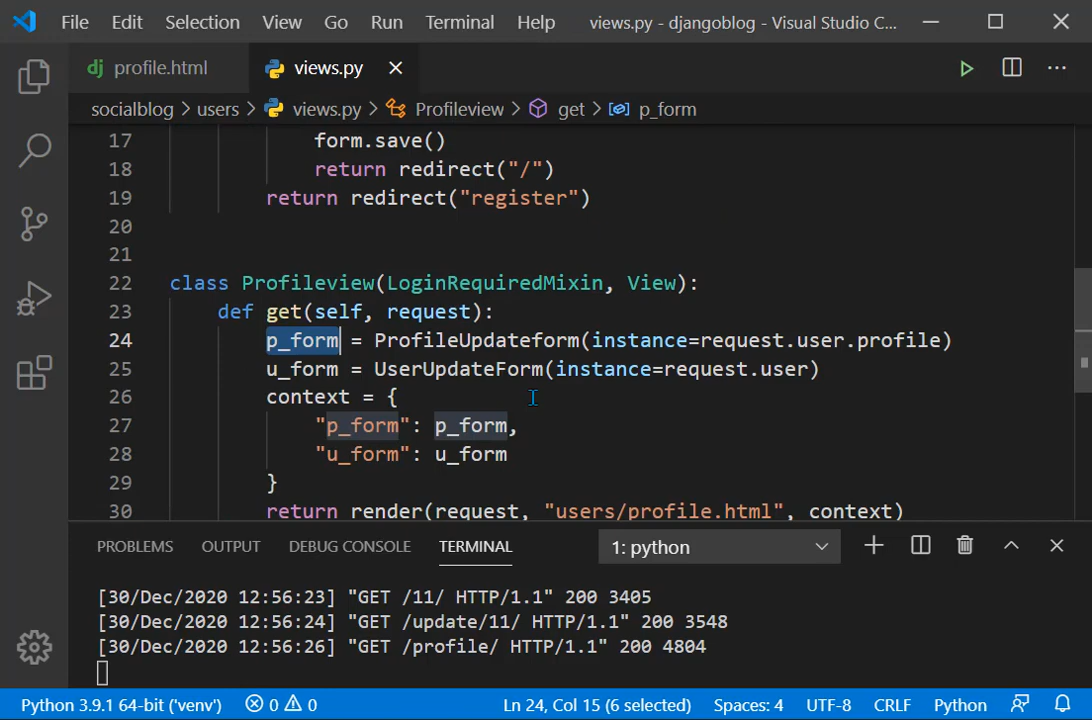 File Edit Selection View Go Run Terminal Help views.py - djangoblog - Visual Studio C...
profile.html views.py
socialblog > users > views.py > Profileview > get > p_form
17 form.save()
18 return redirect("/")
19 return redirect("register")
20
21
22 class Profileview(LoginRequiredMixin, View):
23 def get(self, request):
24 p_form = ProfileUpdateform(instance=request.user.profile)
25 u_form = UserUpdateForm(instance=request.user)
26 context = {
27 "p_form": p_form,
28 "u_form": u_form
29 }
30 return render(request, "users/profile.html", context)
PROBLEMS OUTPUT DEBUG CONSOLE TERMINAL 1: python
[30/Dec/2020 12:56:23] "GET /11/ HTTP/1.1" 200 3405
[30/Dec/2020 12:56:24] "GET /update/11/ HTTP/1.1" 200 3548
[30/Dec/2020 12:56:26] "GET /profile/ HTTP/1.1" 200 4804
Python 3.9.1 64-bit ('venv') 0 0 Ln 24, Col 15 (6 selected) Spaces: 4 UTF-8 CRLF Python